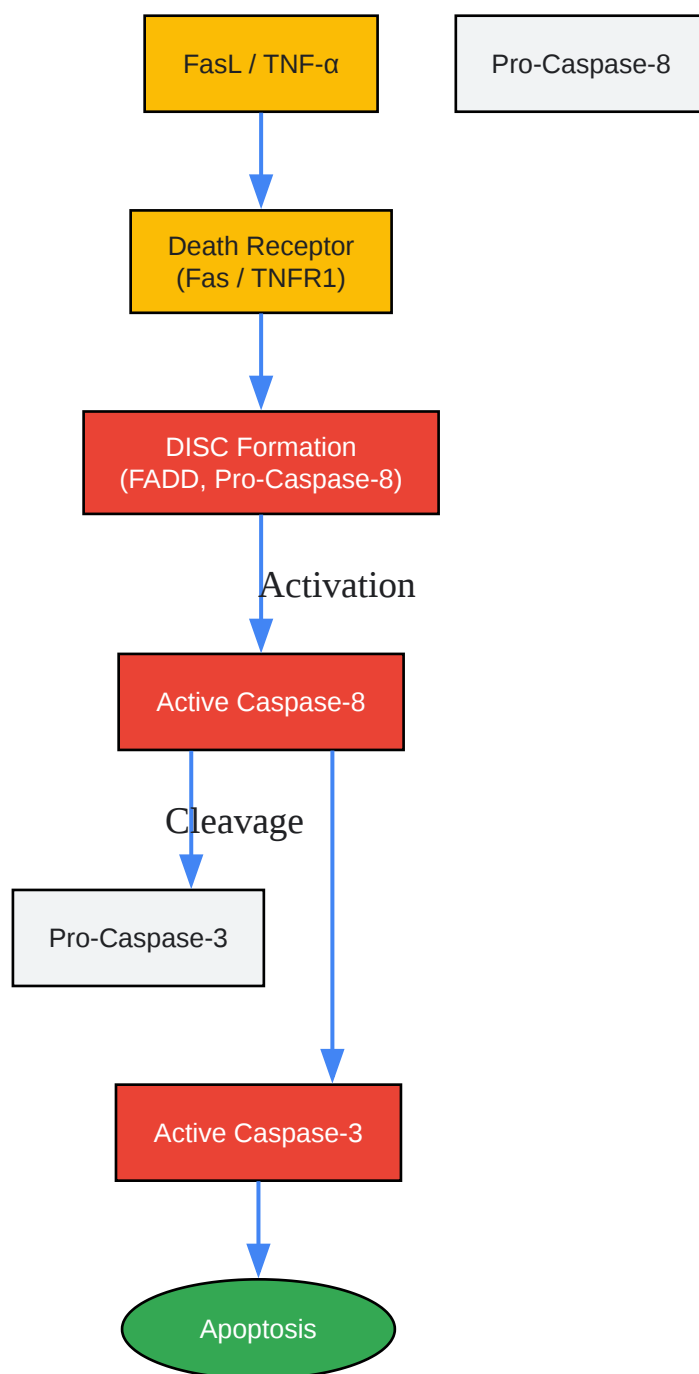 FasL / TNF-α
Pro-Caspase-8
Death Receptor
(Fas / TNFR1)
DISC Formation
(FADD, Pro-Caspase-8)
Activation
Active Caspase-8
Cleavage
Pro-Caspase-3
Active Caspase-3
Apoptosis